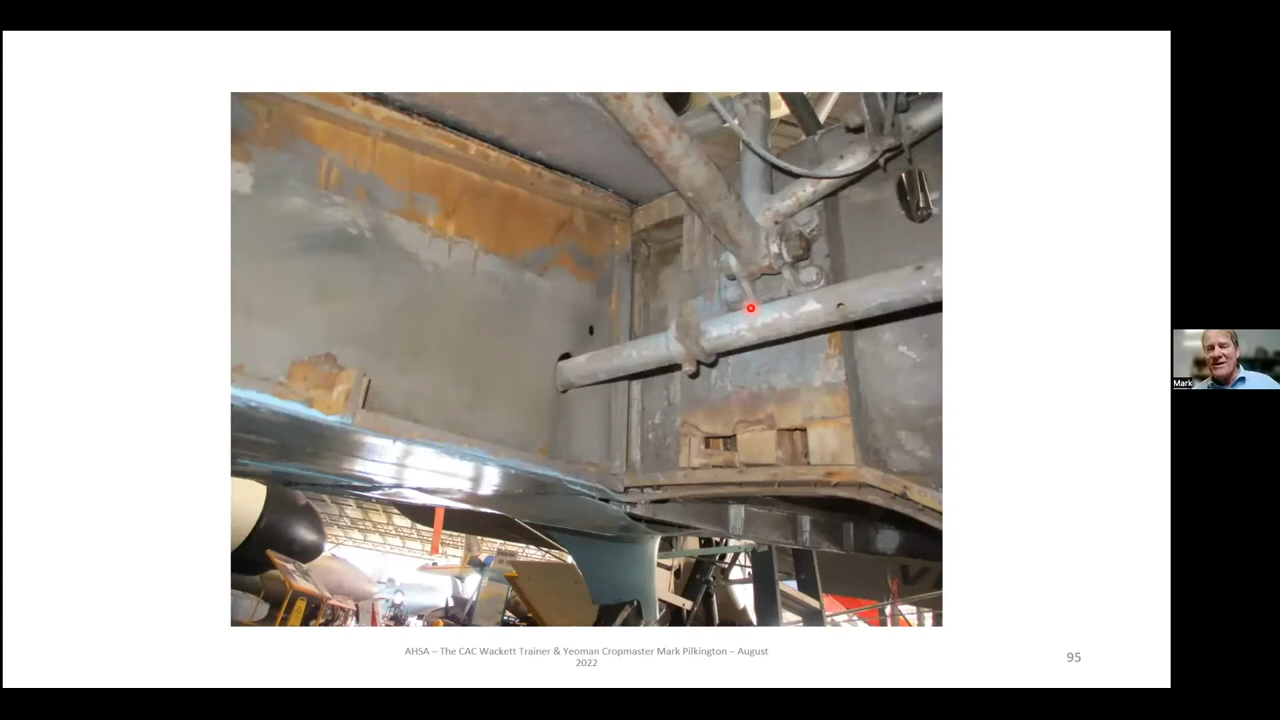 AHSA – The CAC Wackett Trainer & Yeoman Cropmaster Mark Pilkington – August
2022
95
Mark